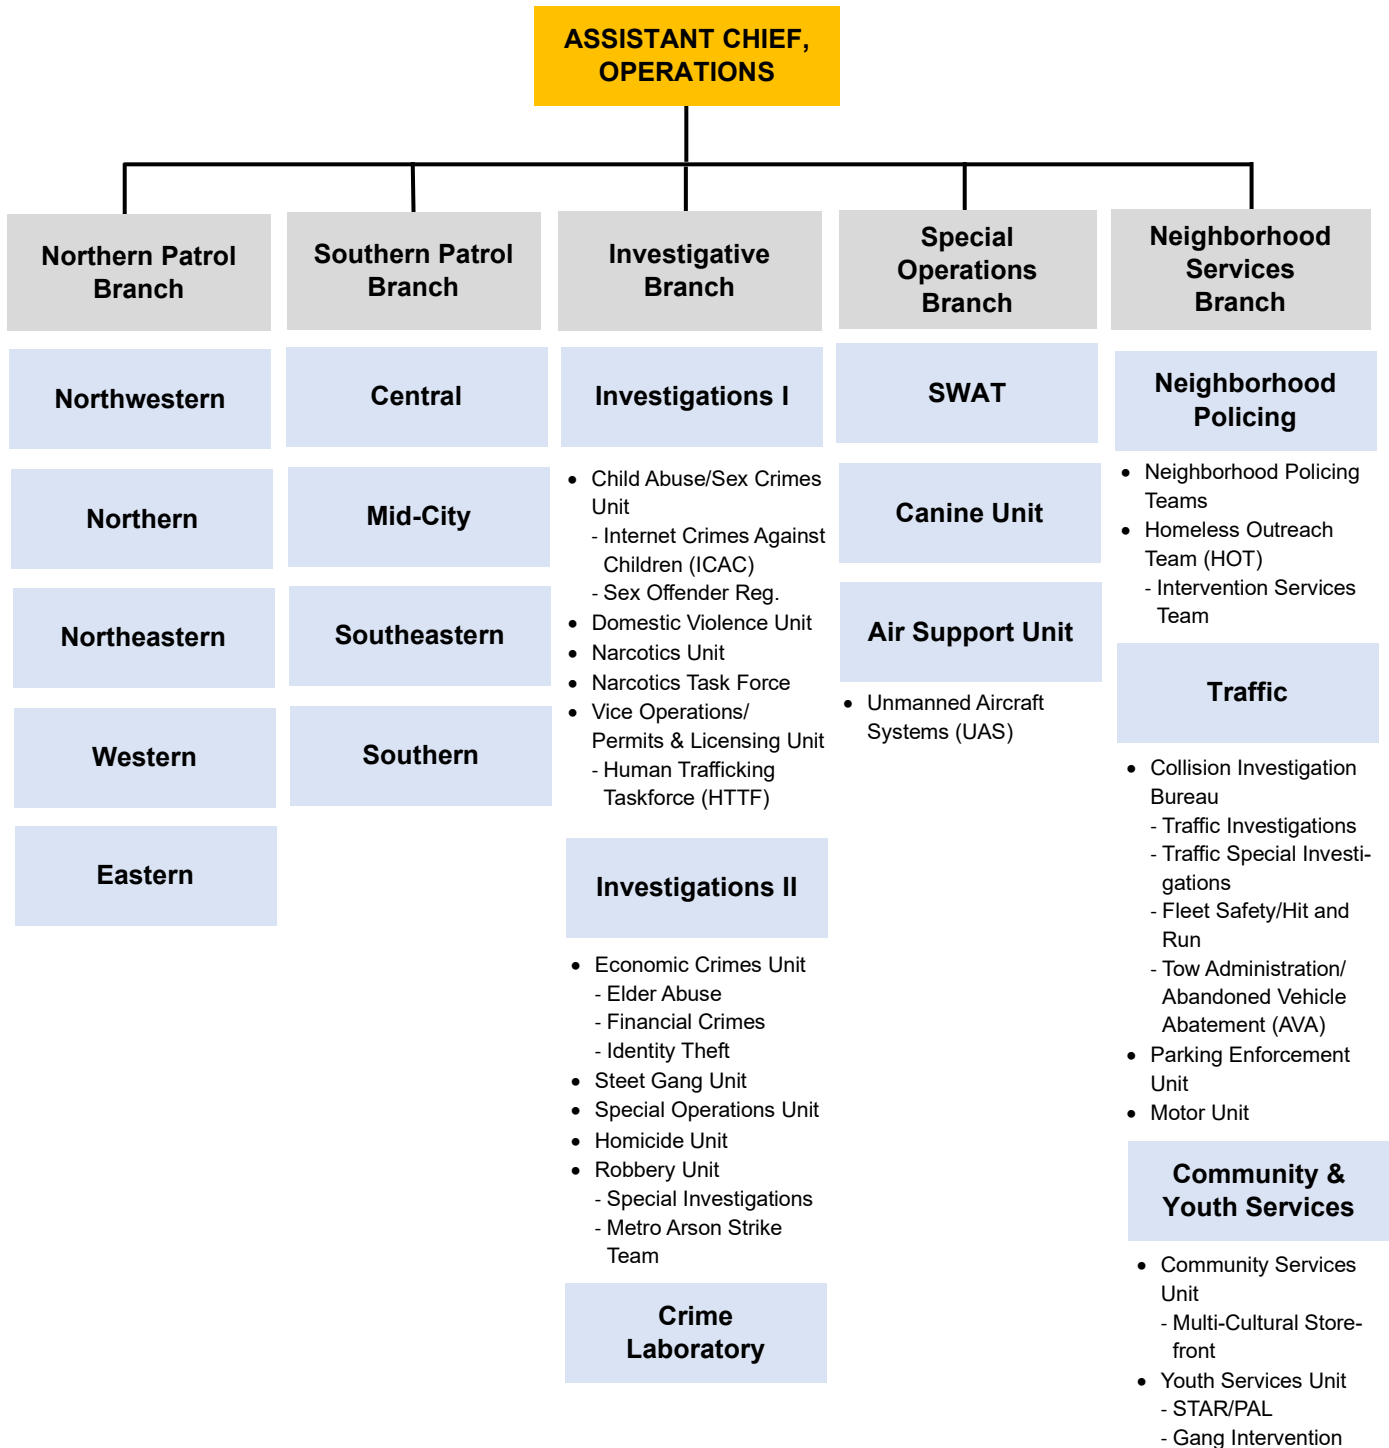 ASSISTANT CHIEF,
OPERATIONS
Northern Patrol
Branch
Northwestern
Northern
Northeastern
Western
Eastern
Southern Patrol
Branch
Central
Mid-City
Southeastern
Southern
Investigative
Branch
Investigations I
• Child Abuse/Sex Crimes
Unit
- Internet Crimes Against
Children (ICAC)
- Sex Offender Reg.
• Domestic Violence Unit
• Narcotics Unit
• Narcotics Task Force
• Vice Operations/
Permits & Licensing Unit
- Human Trafficking
Taskforce (HTTF)
Investigations II
• Economic Crimes Unit
- Elder Abuse
- Financial Crimes
- Identity Theft
• Steet Gang Unit
• Special Operations Unit
• Homicide Unit
• Robbery Unit
- Special Investigations
- Metro Arson Strike
Team
Crime
Laboratory
Special
Operations
Branch
SWAT
Canine Unit
Air Support Unit
• Unmanned Aircraft
Systems (UAS)
Neighborhood
Services
Branch
Neighborhood
Policing
• Neighborhood Policing
Teams
• Homeless Outreach
Team (HOT)
- Intervention Services
Team
Traffic
• Collision Investigation
Bureau
- Traffic Investigations
- Traffic Special Investi-
gations
- Fleet Safety/Hit and
Run
- Tow Administration/
Abandoned Vehicle
Abatement (AVA)
• Parking Enforcement
Unit
• Motor Unit
Community &
Youth Services
• Community Services
Unit
- Multi-Cultural Store-
front
• Youth Services Unit
- STAR/PAL
- Gang Intervention